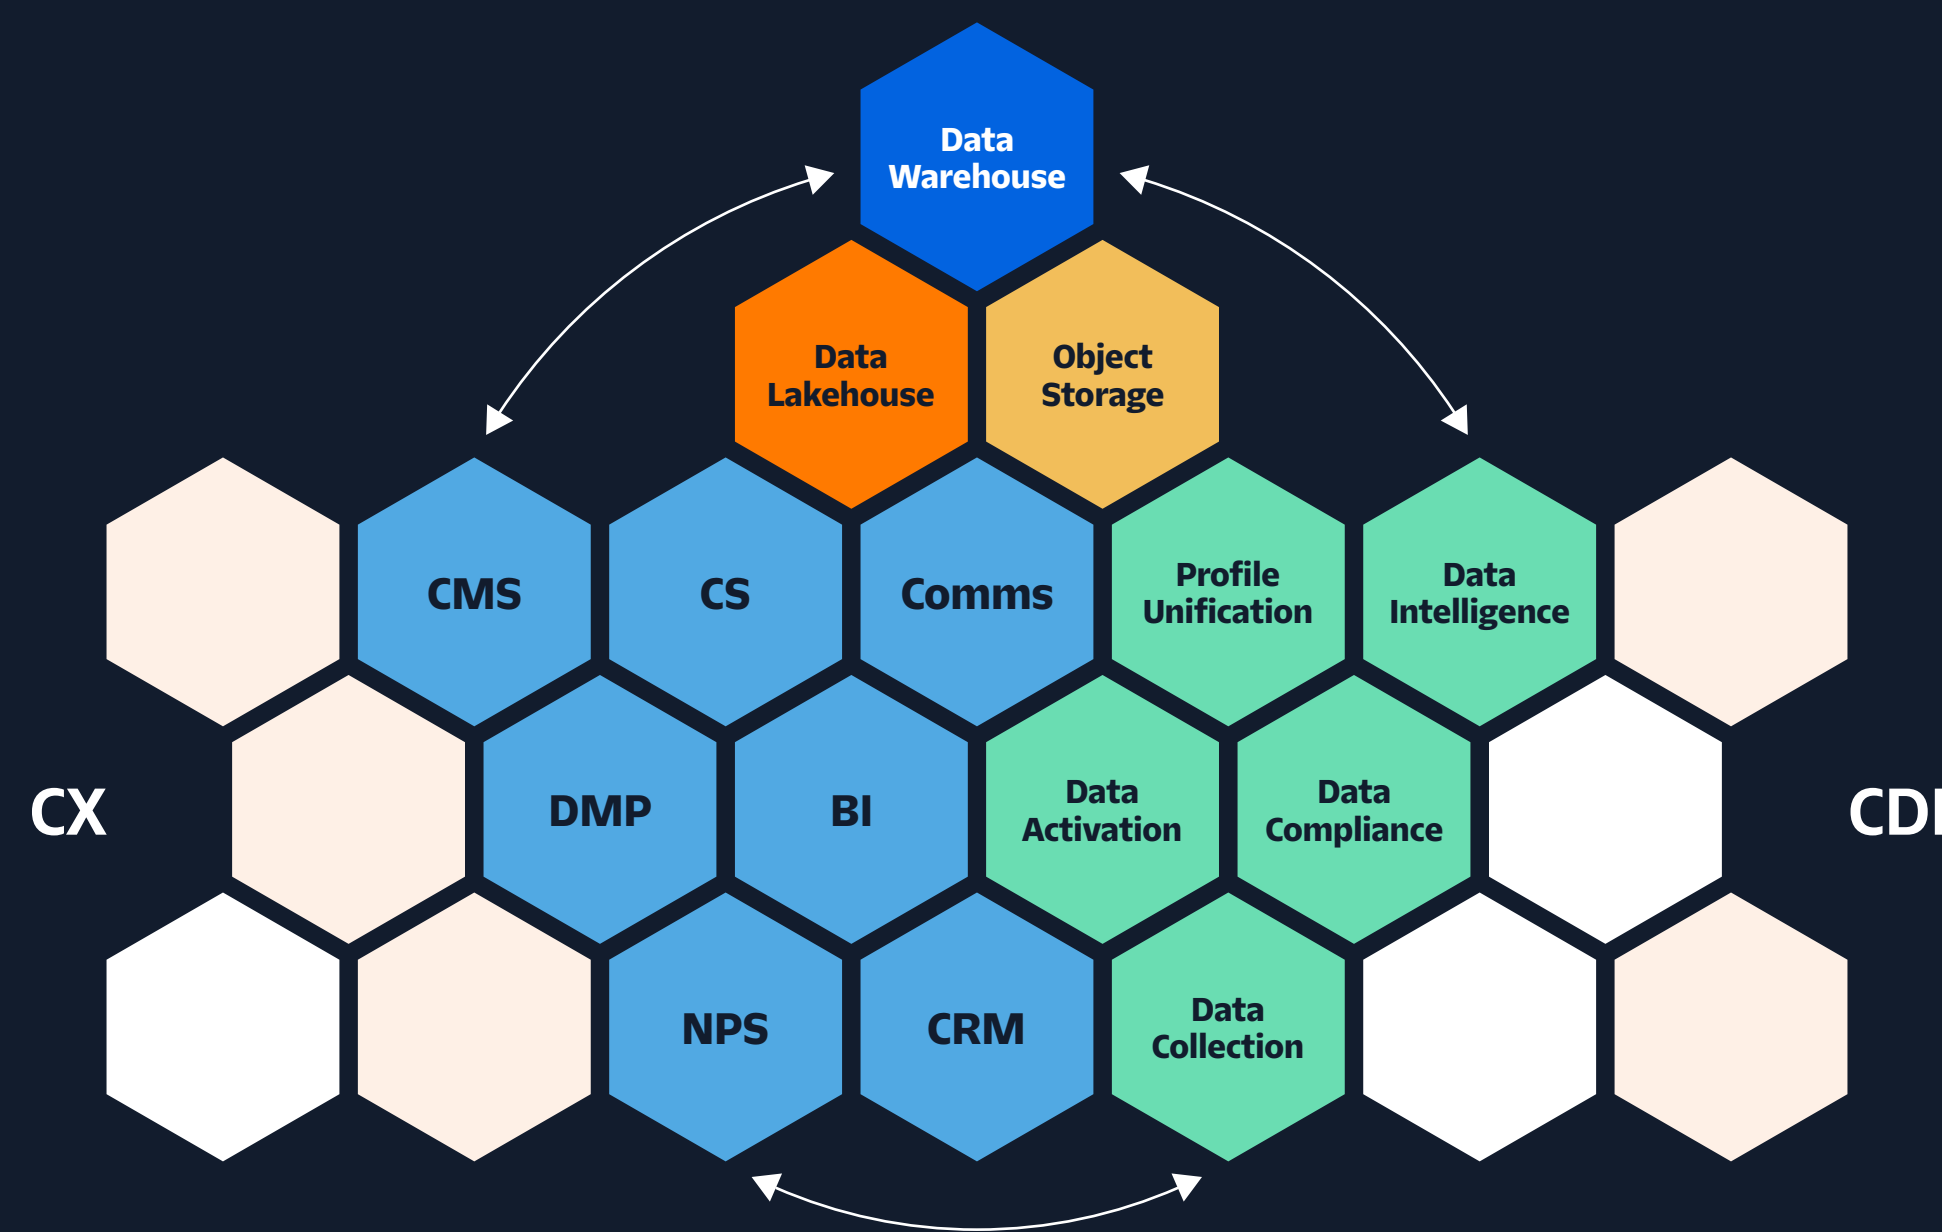 Data
Warehouse
Data
Lakehouse
Object
Storage
CMS
CS
Comms
Profile
Unification
Data
Intelligence
CX
DMP
BI
Data
Activation
Data
Compliance
NPS
CRM
Data
Collection